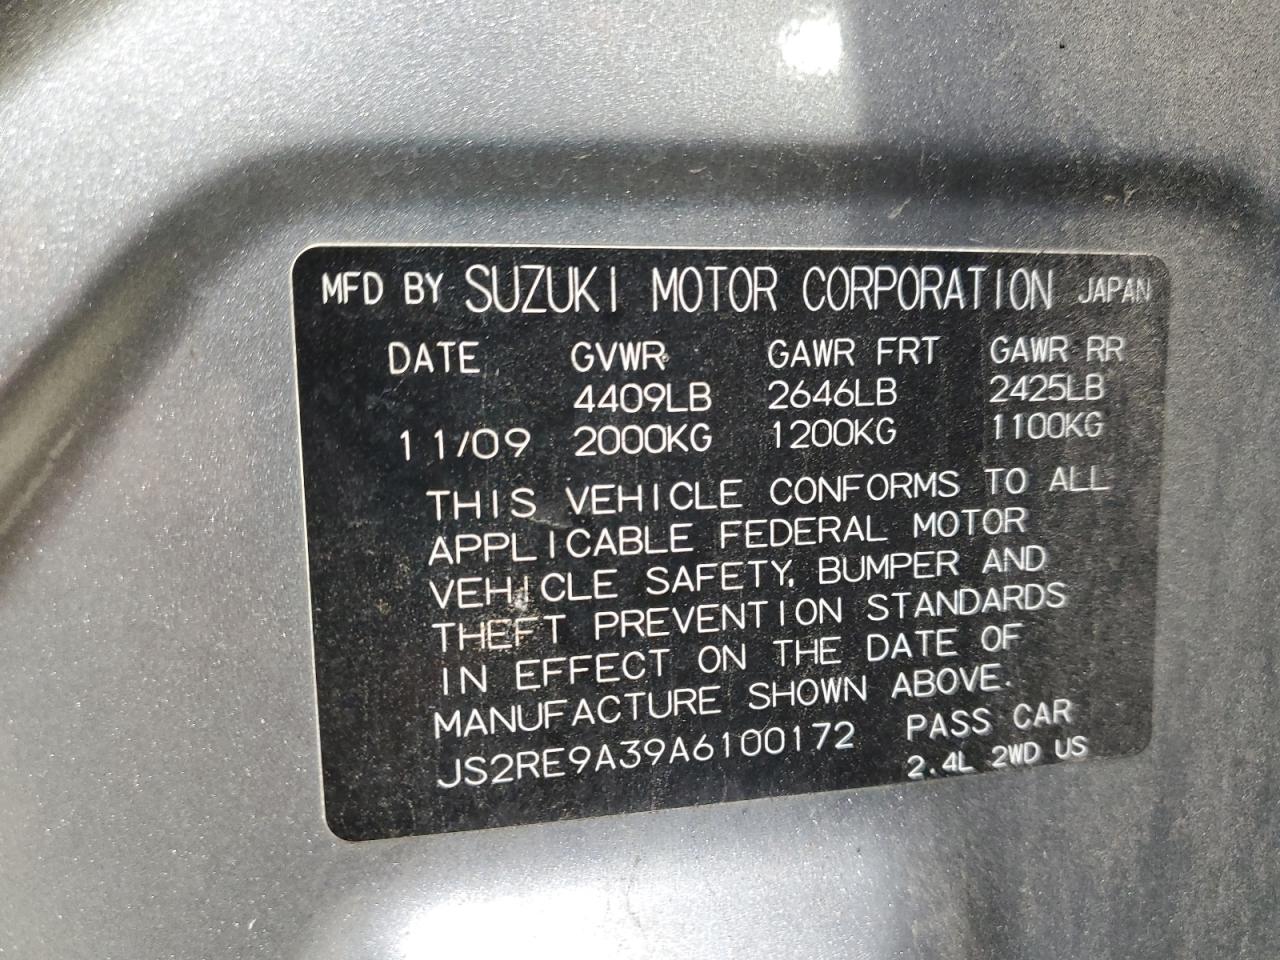 MFD BY SUZUKI MOTOR CORPORATION JAPAN
DATE GVWR GAWR FRT GAWR RR
4409LB 2646LB 2425LB
11/09 2000KG 1200KG 1100KG
THIS VEHICLE CONFORMS TO ALL
APPLICABLE FEDERAL MOTOR
VEHICLE SAFETY, BUMPER AND
THEFT PREVENTION STANDARDS
IN EFFECT ON THE DATE OF
MANUFACTURE SHOWN ABOVE.
JS2RE9A39A6100172 PASS CAR
2.4L 2WD US